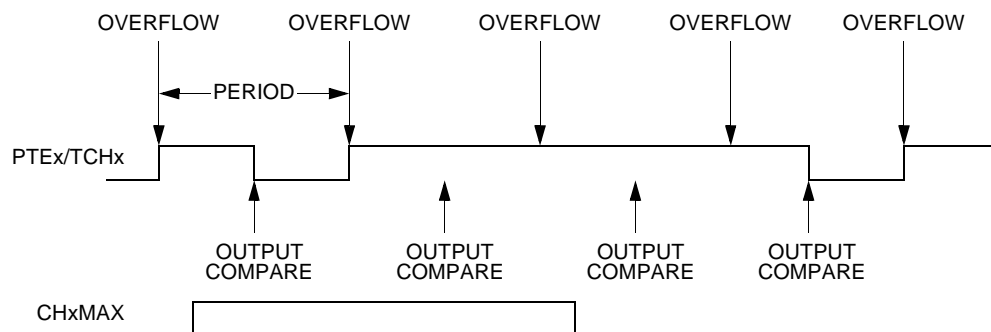 OVERFLOW OVERFLOW OVERFLOW OVERFLOW OVERFLOW
PERIOD
PTEx/TCHx
OUTPUT OUTPUT OUTPUT OUTPUT
COMPARE COMPARE COMPARE COMPARE
CHxMAX